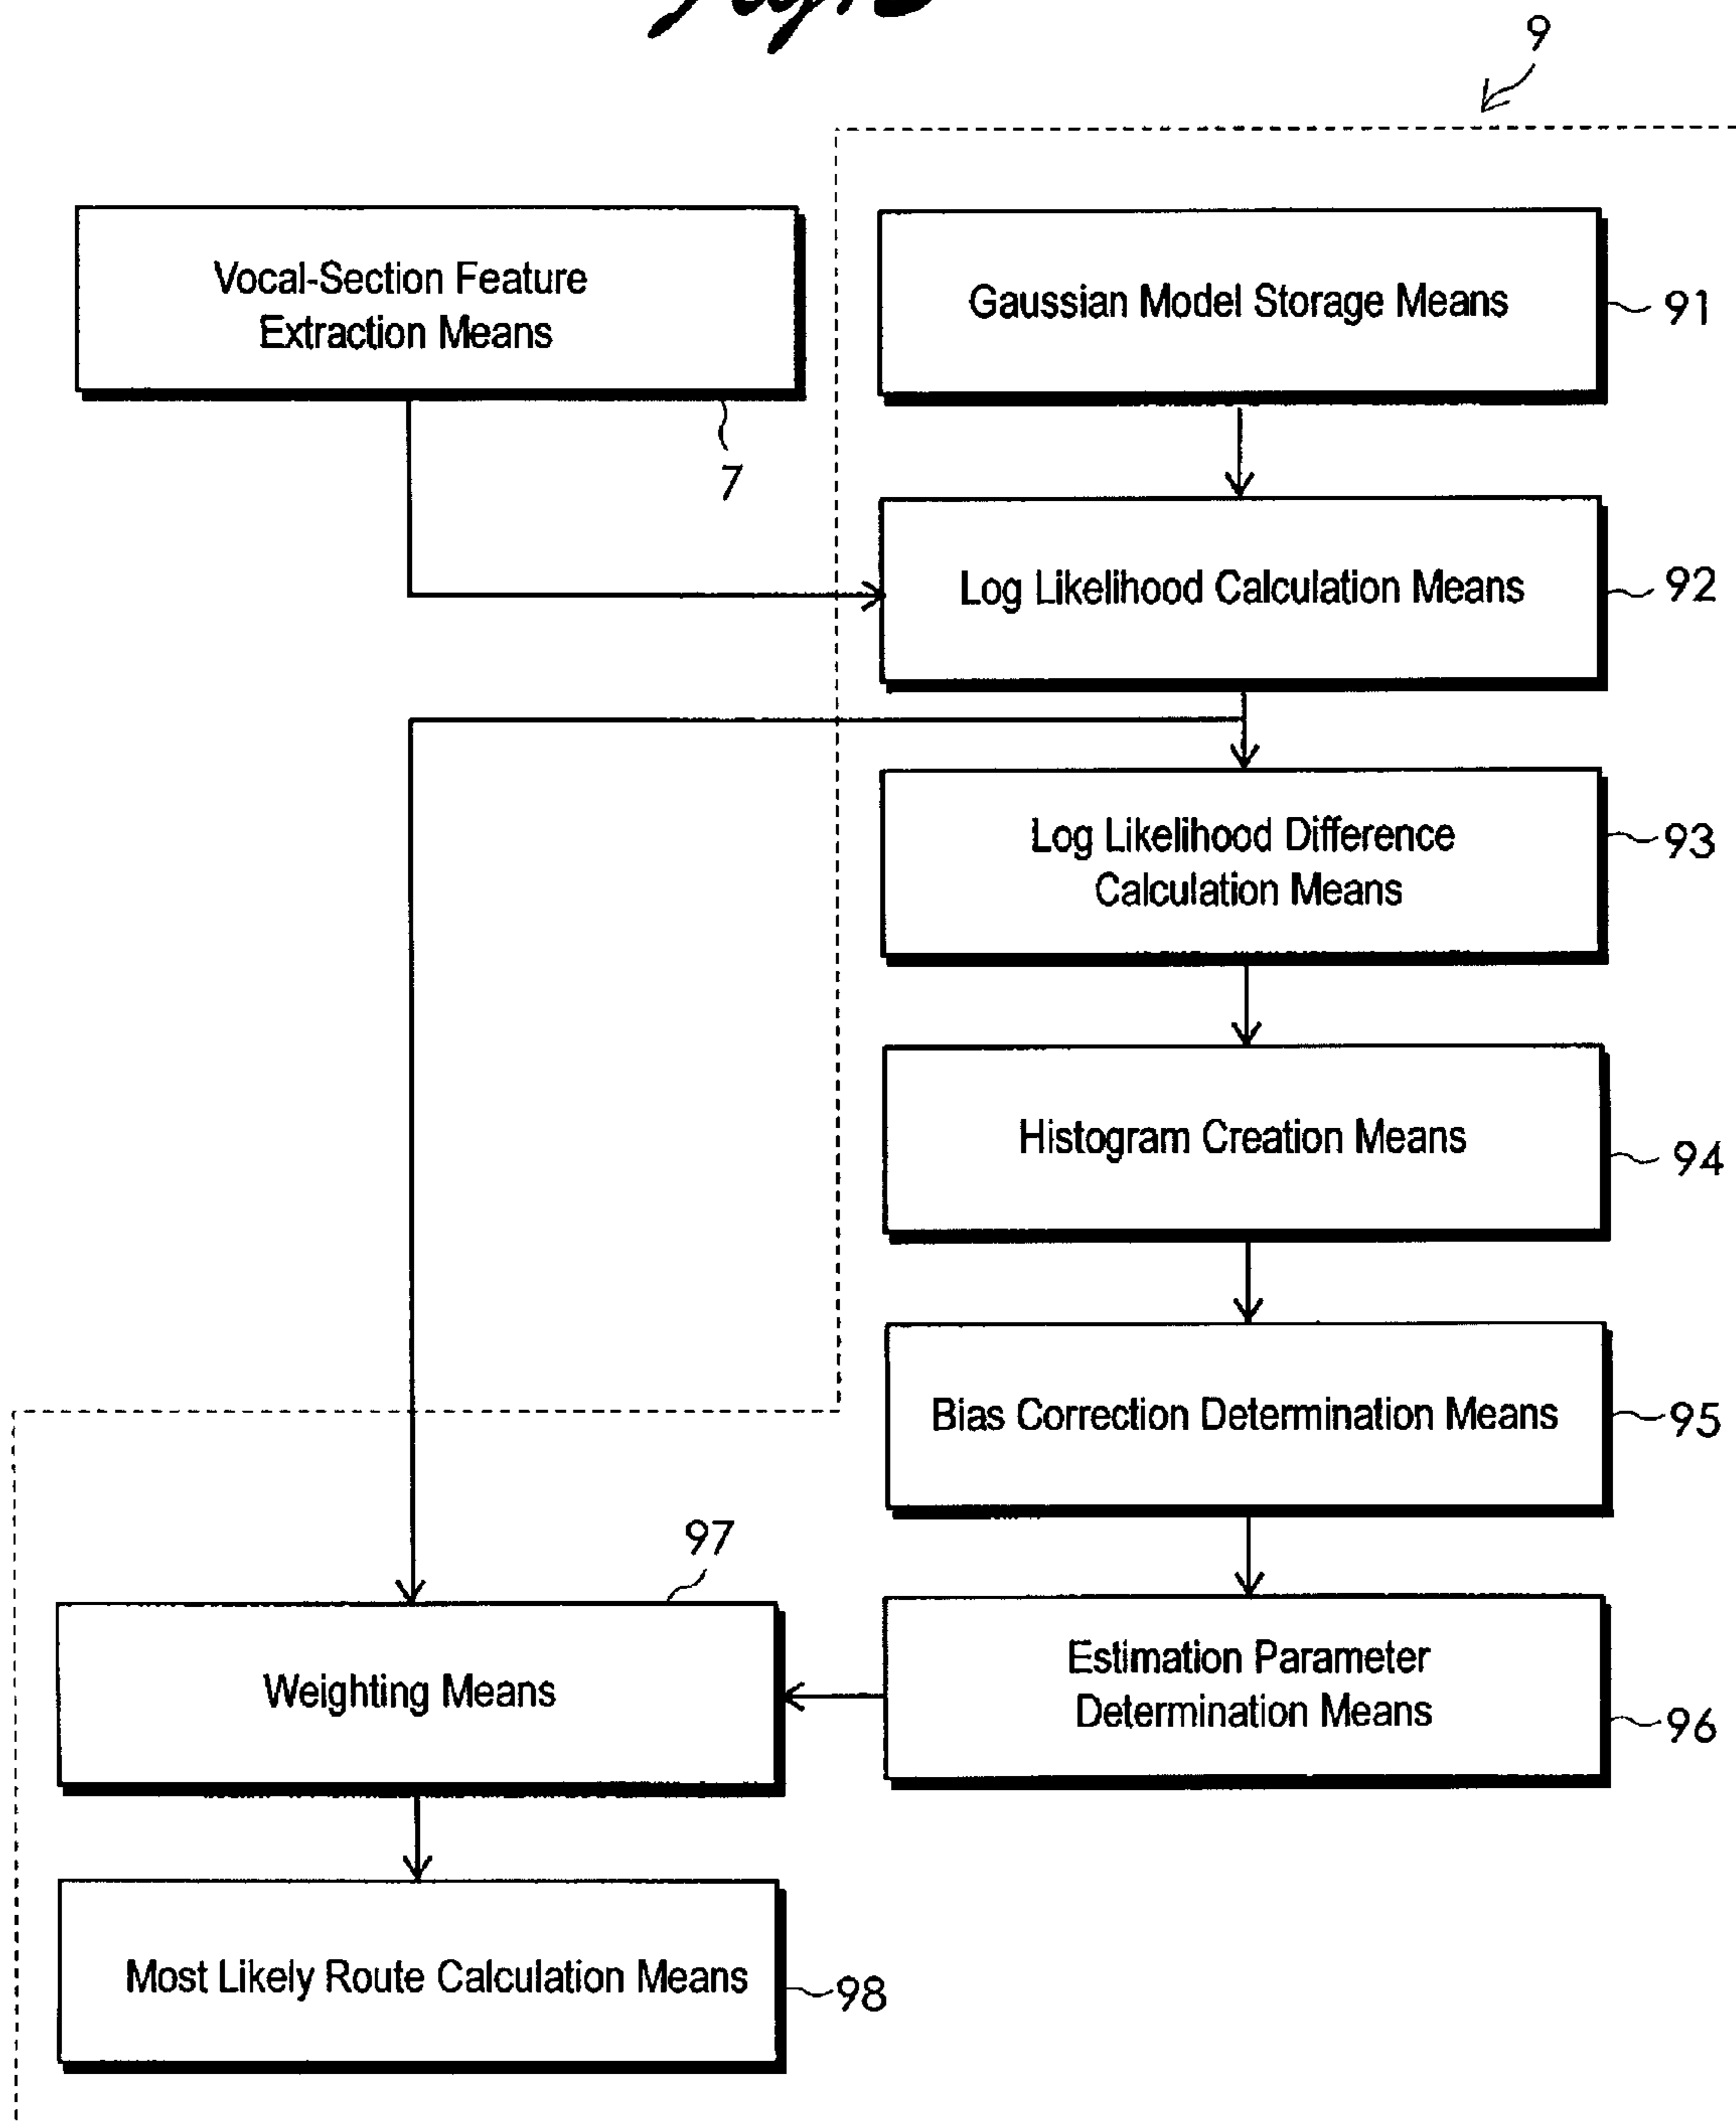 9
Vocal-Section Feature
Extraction Means
7
Gaussian Model Storage Means
91
Log Likelihood Calculation Means
92
Log Likelihood Difference
Calculation Means
93
Histogram Creation Means
94
Bias Correction Determination Means
95
Estimation Parameter
Determination Means
96
97
Weighting Means
Most Likely Route Calculation Means
98